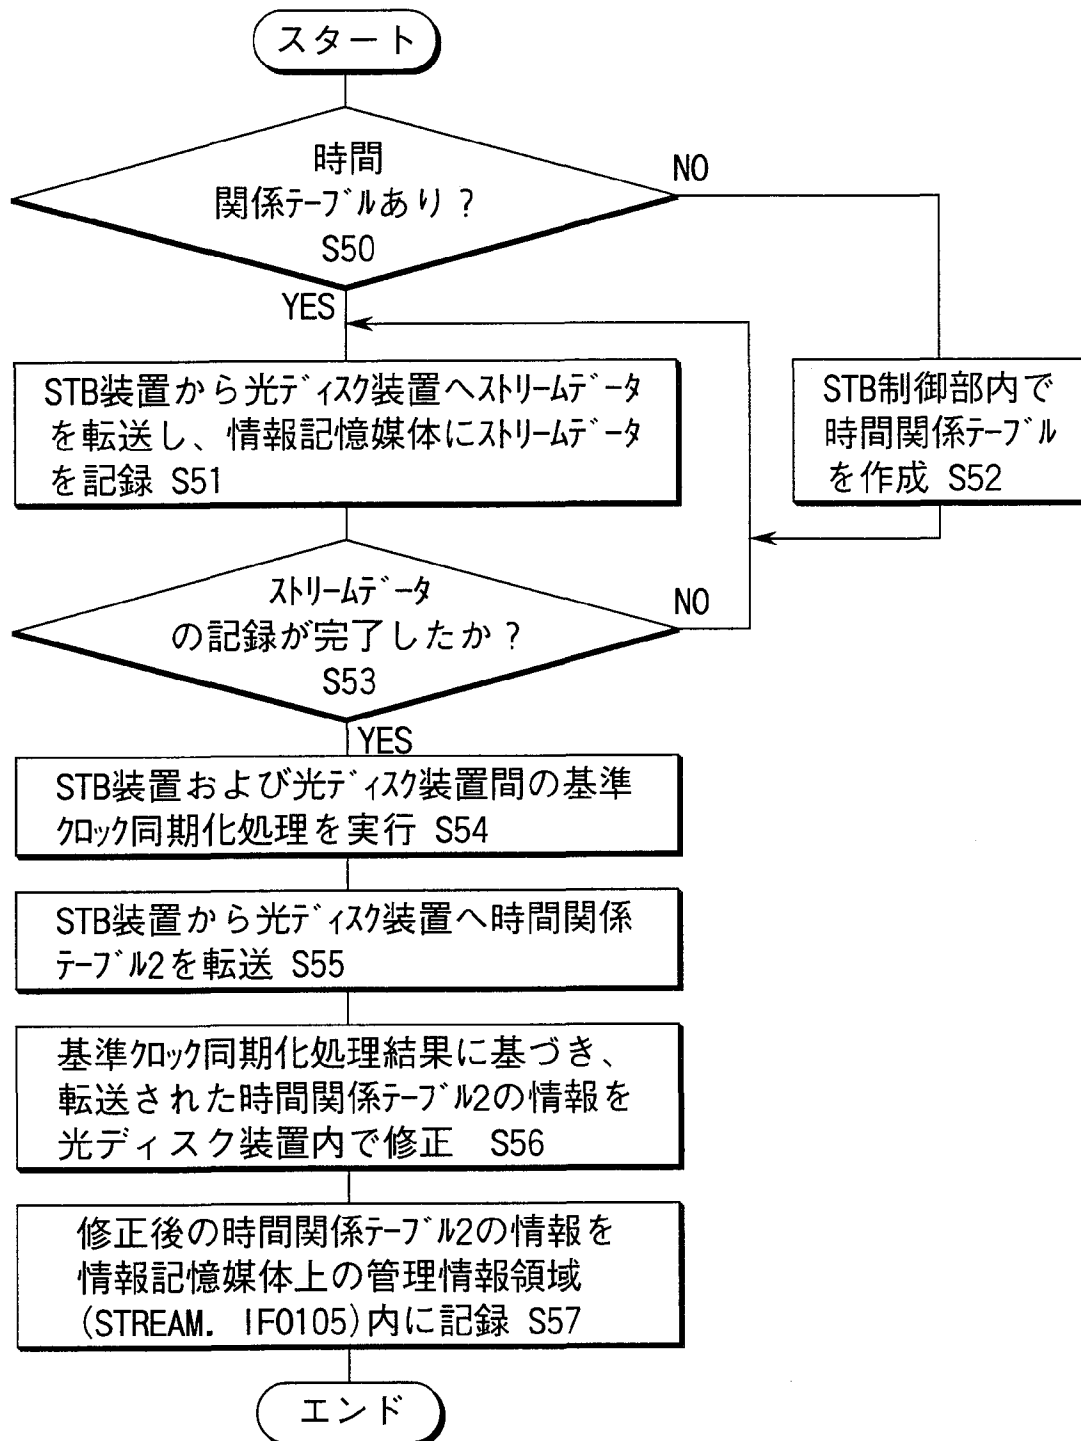 スタート
時間
関係テーブルあり?
S50
NO
YES
STB装置から光ディスク装置へストリームデータ
を転送し、情報記憶媒体にストリームデータ
を記録 S51
STB制御部内で
時間関係テーブル
を作成 S52
ストリームデータ
の記録が完了したか?
S53
NO
YES
STB装置および光ディスク装置間の基準
クロック同期化処理を実行 S54
STB装置から光ディスク装置へ時間関係
テーブル2を転送 S55
基準クロック同期化処理結果に基づき、
転送された時間関係テーブル2の情報を
光ディスク装置内で修正 S56
修正後の時間関係テーブル2の情報を
情報記憶媒体上の管理情報領域
(STREAM. IFO105)内に記録 S57
エンド